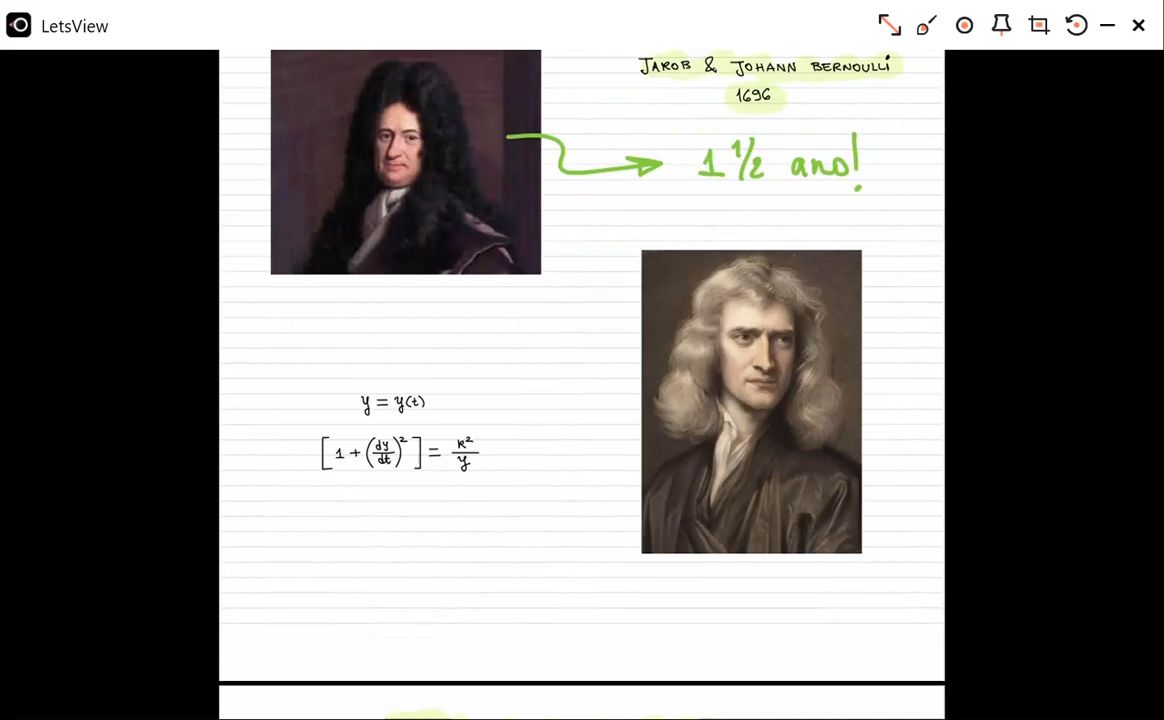 LetsView
JAKOB & JOHANN BERNOULLI
1696
1 1/2 ano!
y = y(t)
[1 + (dy/dt)²] = k²/y